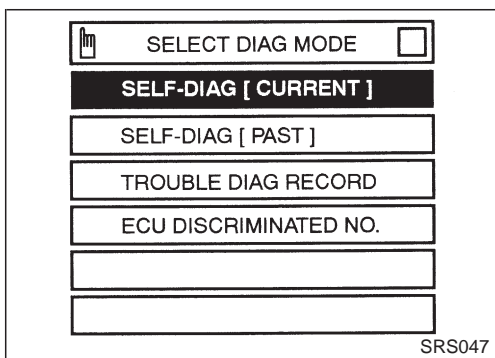 SELECT DIAG MODE
SELF-DIAG [ CURRENT ]
SELF-DIAG [ PAST ]
TROUBLE DIAG RECORD
ECU DISCRIMINATED NO.
SRS047